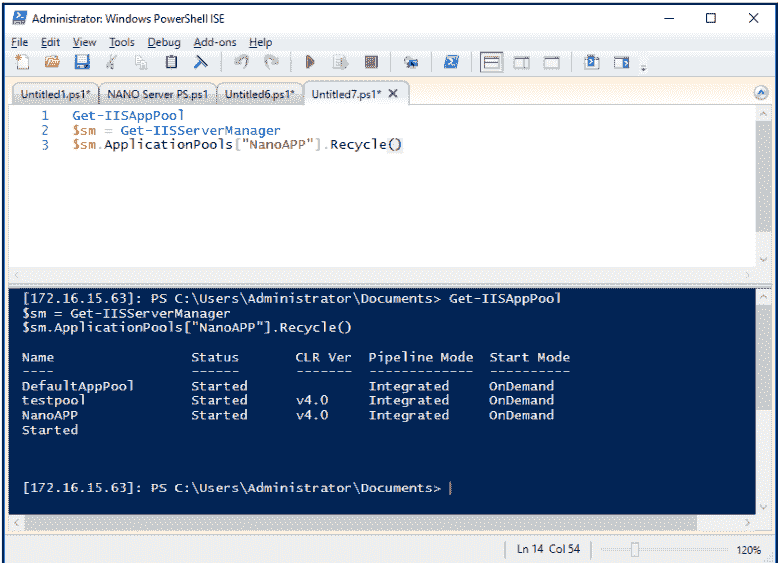 Administrator: Windows PowerShell ISE
File Edit View Tools Debug Add-ons Help
Untitled1.ps1* NANO Server PS.ps1 Untitled6.ps1* Untitled7.ps1* X
1 Get-IISAppPool
2 $sm = Get-IISServerManager
3 $sm.ApplicationPools["NanoAPP"].Recycle()
[172.16.15.63]: PS C:\Users\Administrator\Documents> Get-IISAppPool
$sm = Get-IISServerManager
$sm.ApplicationPools["NanoAPP"].Recycle()
Name Status CLR Ver Pipeline Mode Start Mode
---- ------ ------- ------------- ----------
DefaultAppPool Started Integrated OnDemand
testpool Started v4.0 Integrated OnDemand
NanoAPP Started v4.0 Integrated OnDemand
Started
[172.16.15.63]: PS C:\Users\Administrator\Documents>
Ln 14 Col 54 120%